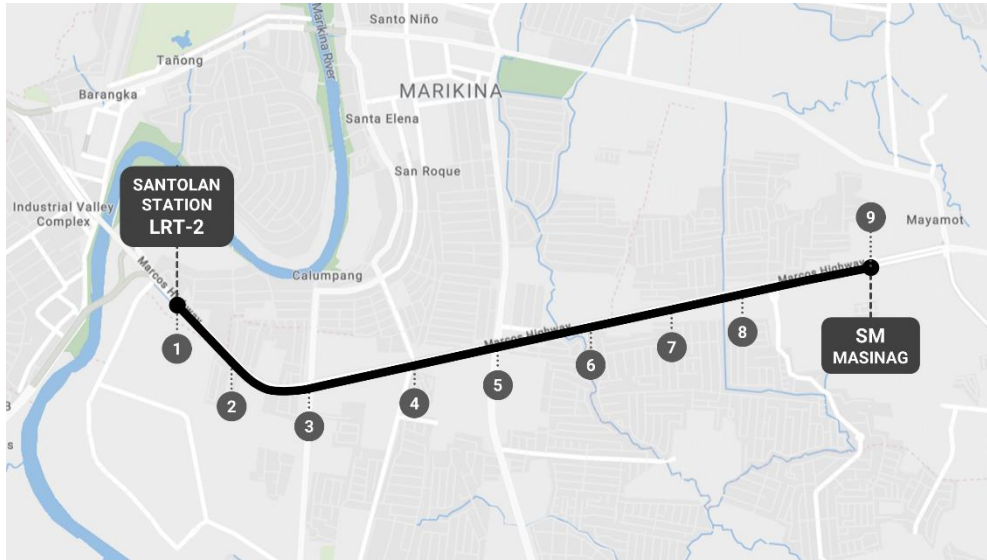 Santo Niño
Marikina River
Tañong
Barangka
MARIKINA
Santa Elena
San Roque
SANTOLAN
STATION
LRT-2
Industrial Valley
Complex
Mayamot
9
Calumpang
Marcos Highway
Marcos Highway
Marcos Highway
1
2
3
4
5
6
7
8
SM
MASINAG